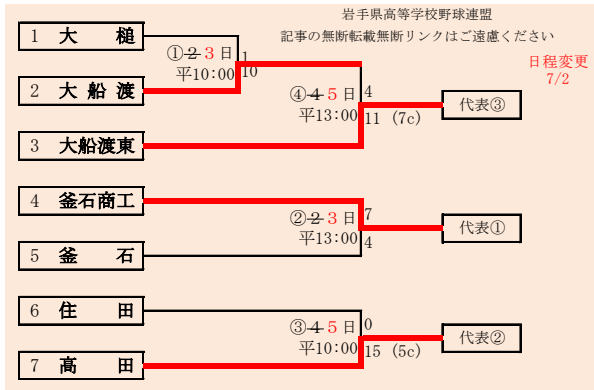 岩手県高等学校野球連盟
記事の無断転載無断リンクはご遠慮ください
日程変更
7/2
1 大 槌
①2 3日
平10:00
1
10
2 大船渡
④4 5日
平13:00
4
11 (7c)
代表③
3 大船渡東
4 釜石商工
②2 3日
平13:00
7
4
代表①
5 釜 石
6 住 田
③4 5日
平10:00
0
15 (5c)
代表②
7 高 田